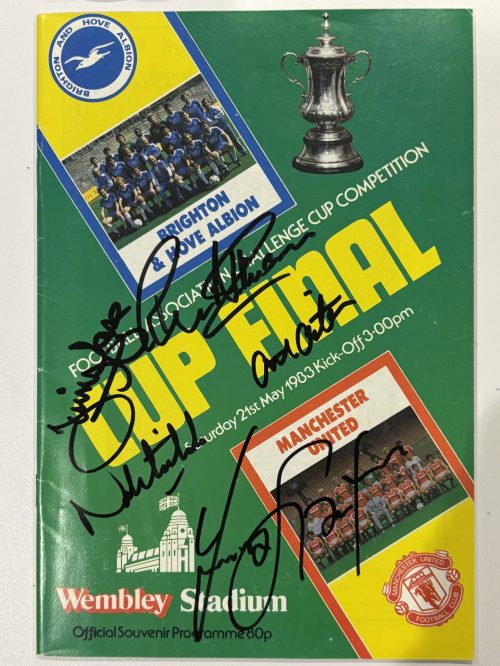 BRIGHTON AND HOVE ALBION
BRIGHTON
& HOVE ALBION
FOOTBALL ASSOCIATION CHALLENGE CUP COMPETITION
CUP FINAL
Saturday 21st May 1983 Kick-Off 3-00pm
MANCHESTER
UNITED
Wembley Stadium
Official Souvenir Programme 80p
MANCHESTER UNITED
FOOTBALL CLUB